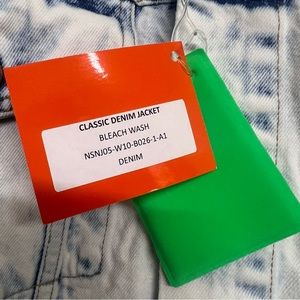 CLASSIC DENIM JACKET
BLEACH WASH
NSNJ05-W10-B026-1-A1
DENIM